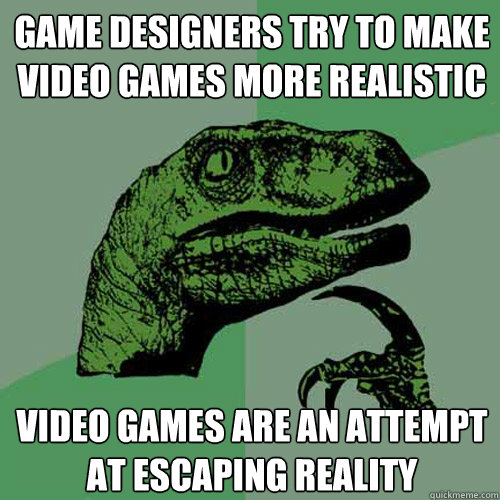 GAME DESIGNERS TRY TO MAKE
VIDEO GAMES MORE REALISTIC
VIDEO GAMES ARE AN ATTEMPT
AT ESCAPING REALITY
quickmeme.com